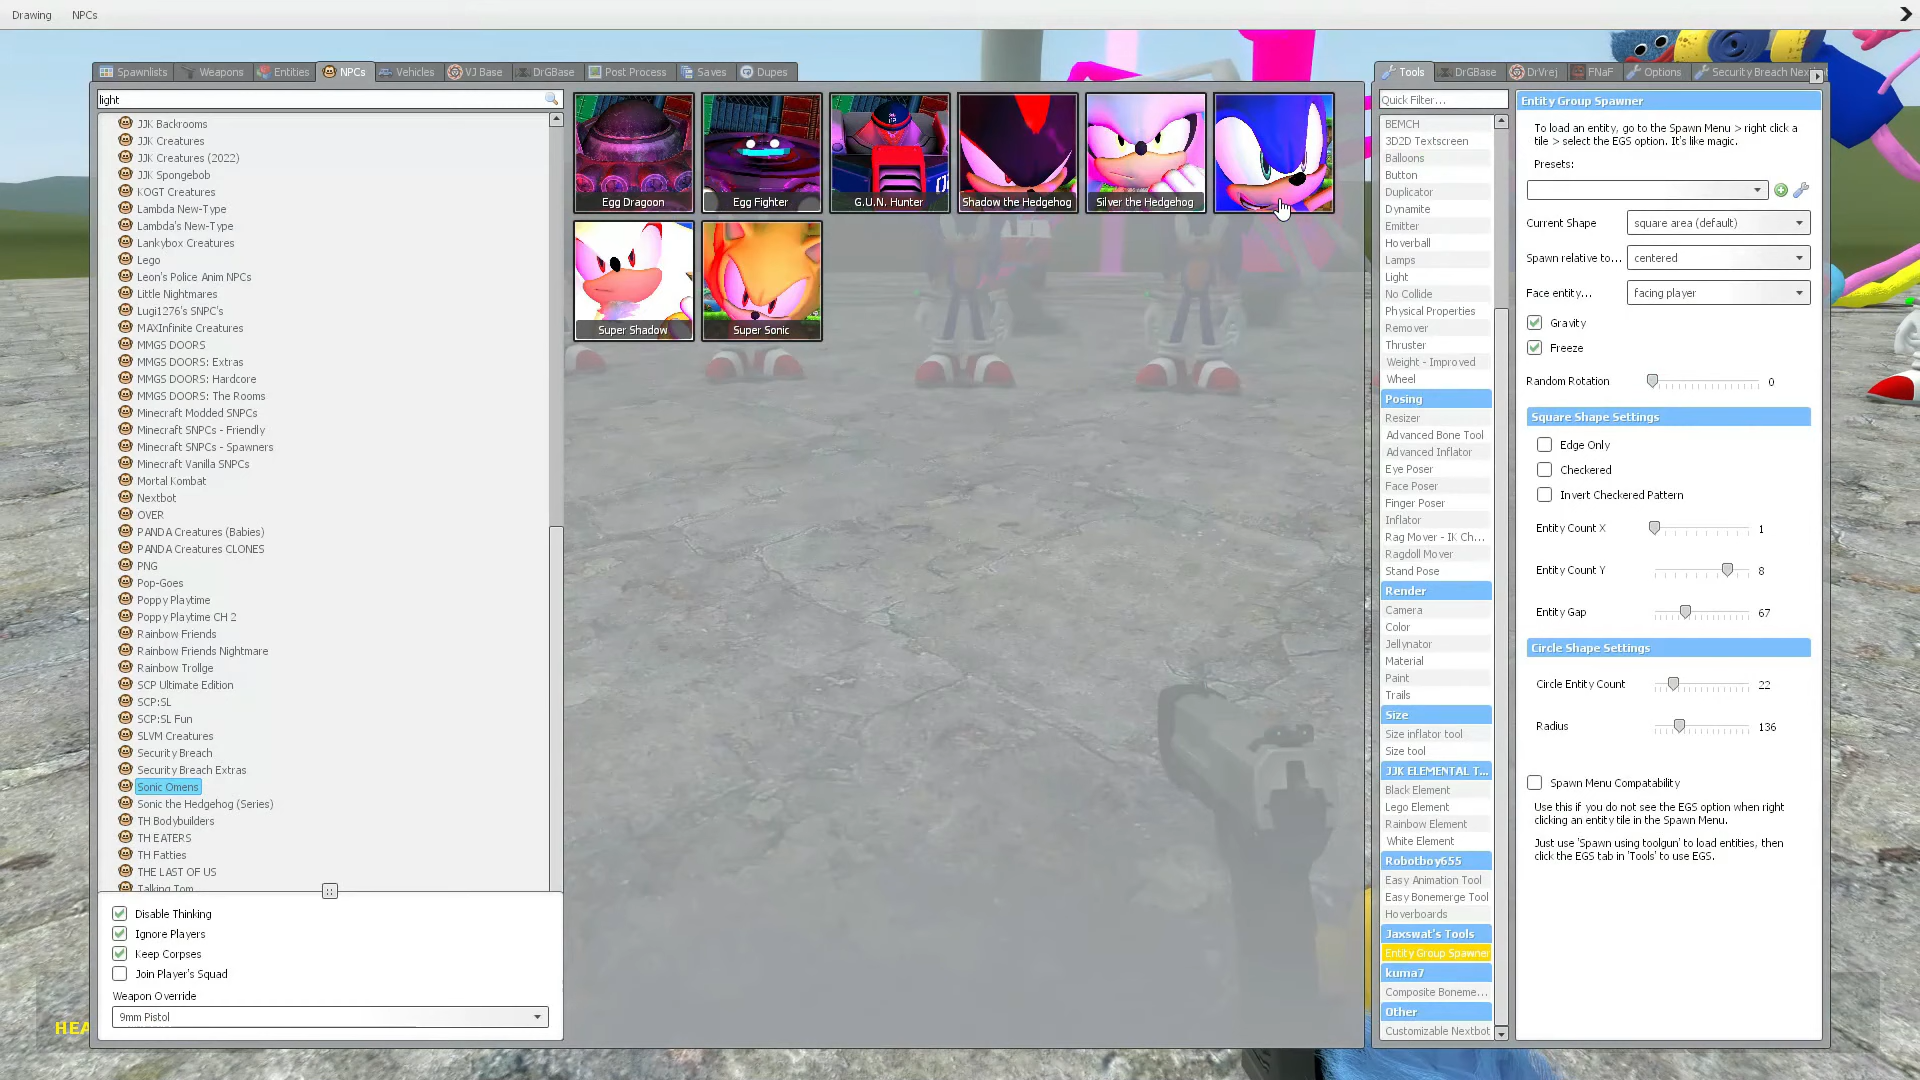 Drawing NPCs
Spawnlists Weapons Entities NPCs Vehicles VJ Base DrGBase Post Process Saves Dupes
light
JJK Backrooms
JJK Creatures
JJK Creatures (2022)
JJK Spongebob
KOGT Creatures
Lambda New-Type
Lambda's New-Type
Lankybox Creatures
Lego
Leon's Police Anim NPCs
Little Nightmares
Lugi1276's SNPC's
MAXInfinite Creatures
MMGS DOORS
MMGS DOORS: Extras
MMGS DOORS: Hardcore
MMGS DOORS: The Rooms
Minecraft Modded SNPCs
Minecraft SNPCs - Friendly
Minecraft SNPCs - Spawners
Minecraft Vanilla SNPCs
Mortal Kombat
Nextbot
OVER
PANDA Creatures (Babies)
PANDA Creatures CLONES
PNG
Pop-Goes
Poppy Playtime
Poppy Playtime CH 2
Rainbow Friends
Rainbow Friends Nightmare
Rainbow Trollge
SCP Ultimate Edition
SCP:SL
SCP:SL Fun
SLVM Creatures
Security Breach
Security Breach Extras
Sonic Omens
Sonic the Hedgehog (Series)
TH Bodybuilders
TH EATERS
TH Fatties
THE LAST OF US
Talking Tom
Disable Thinking
Ignore Players
Keep Corpses
Join Player's Squad
Weapon Override
9mm Pistol
HEA
Egg Dragoon Egg Fighter G.U.N. Hunter Shadow the Hedgehog Silver the Hedgehog
Super Shadow Super Sonic
Tools DrGBase DrVrej FNaF Options Security Breach Nextbot
Quick Filter...
BEMCH
3D2D Textscreen
Balloons
Button
Duplicator
Dynamite
Emitter
Hoverball
Lamps
Light
No Collide
Physical Properties
Remover
Thruster
Weight - Improved
Wheel
Posing
Resizer
Advanced Bone Tool
Advanced Inflator
Eye Poser
Face Poser
Finger Poser
Inflator
Rag Mover - IK Ch...
Ragdoll Mover
Stand Pose
Render
Camera
Color
Jellynator
Material
Paint
Trails
Size
Size inflator tool
Size tool
JJK ELEMENTAL T...
Black Element
Lego Element
Rainbow Element
White Element
Robotboy655
Easy Animation Tool
Easy Bonemerge Tool
Hoverboards
Jaxswat's Tools
Entity Group Spawner
kuma7
Composite Boneme...
Other
Customizable Nextbot
Entity Group Spawner
To load an entity, go to the Spawn Menu > right click a
tile > select the EGS option. It's like magic.
Presets:
Current Shape square area (default)
Spawn relative to... centered
Face entity... facing player
Gravity
Freeze
Random Rotation 0
Square Shape Settings
Edge Only
Checkered
Invert Checkered Pattern
Entity Count X 1
Entity Count Y 8
Entity Gap 67
Circle Shape Settings
Circle Entity Count 22
Radius 136
Spawn Menu Compatability
Use this if you do not see the EGS option when right
clicking an entity tile in the Spawn Menu.
Just use 'Spawn using toolgun' to load entities, then
click the EGS tab in 'Tools' to use EGS.